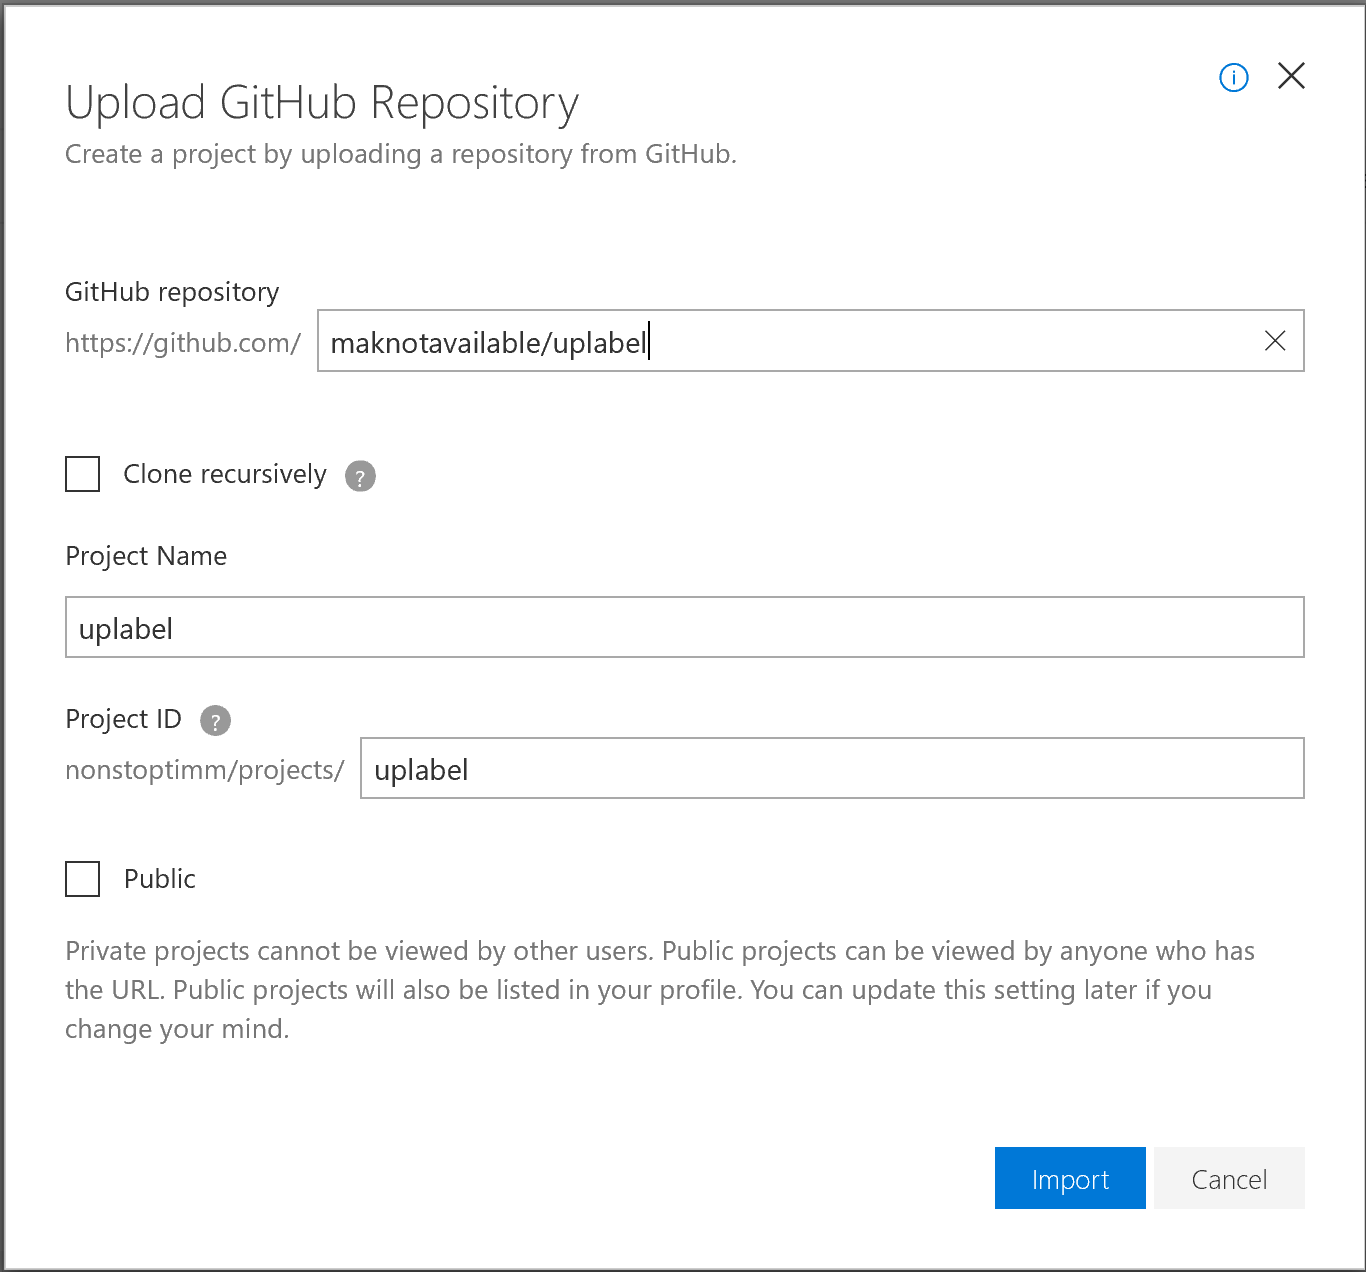 Upload GitHub Repository
Create a project by uploading a repository from GitHub.
GitHub repository
https://github.com/ maknotavailable/uplabel
Clone recursively ?
Project Name
uplabel
Project ID ?
nonstoptimm/projects/ uplabel
Public
Private projects cannot be viewed by other users. Public projects can be viewed by anyone who has
the URL. Public projects will also be listed in your profile. You can update this setting later if you
change your mind.
Import Cancel